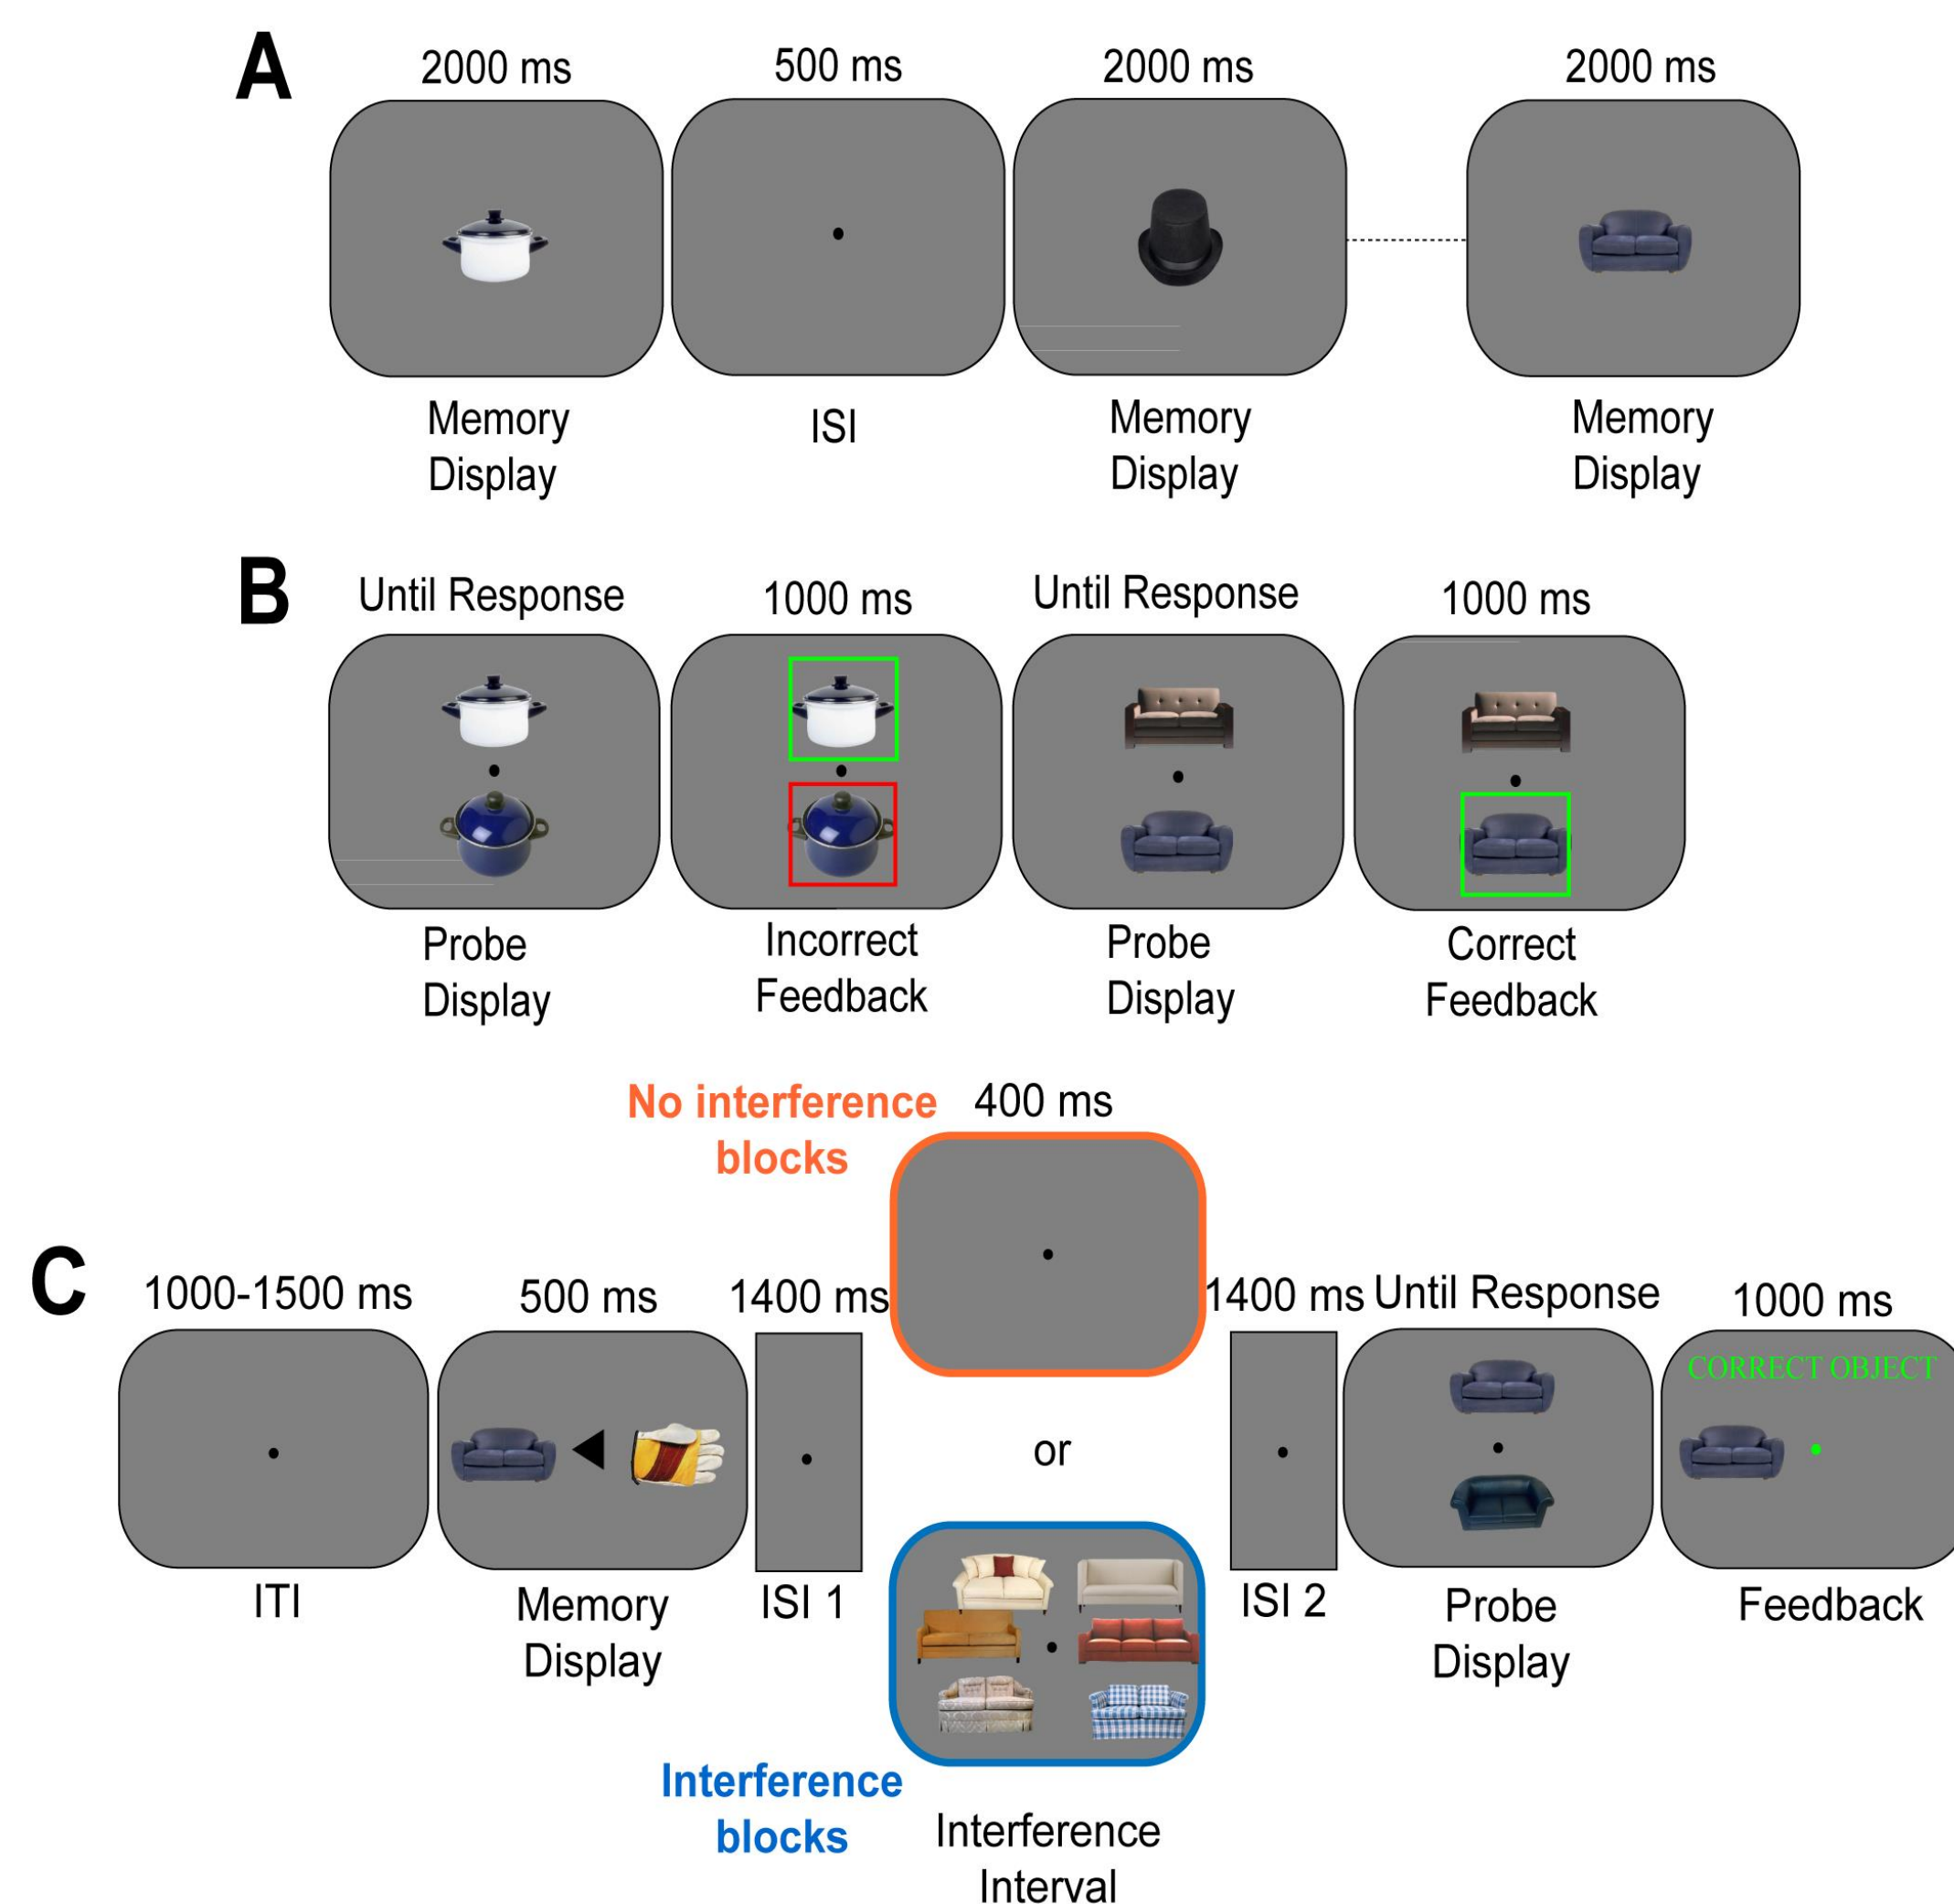 A
2000 ms
500 ms
2000 ms
2000 ms
Memory
Display
ISI
Memory
Display
Memory
Display
B
Until Response
1000 ms
Until Response
1000 ms
Probe
Display
Incorrect
Feedback
Probe
Display
Correct
Feedback
No interference
blocks
400 ms
C
1000-1500 ms
500 ms
1400 ms
1400 ms
Until Response
1000 ms
CORRECT OBJECT
or
ITI
Memory
Display
ISI 1
ISI 2
Probe
Display
Feedback
Interference
blocks
Interference
Interval